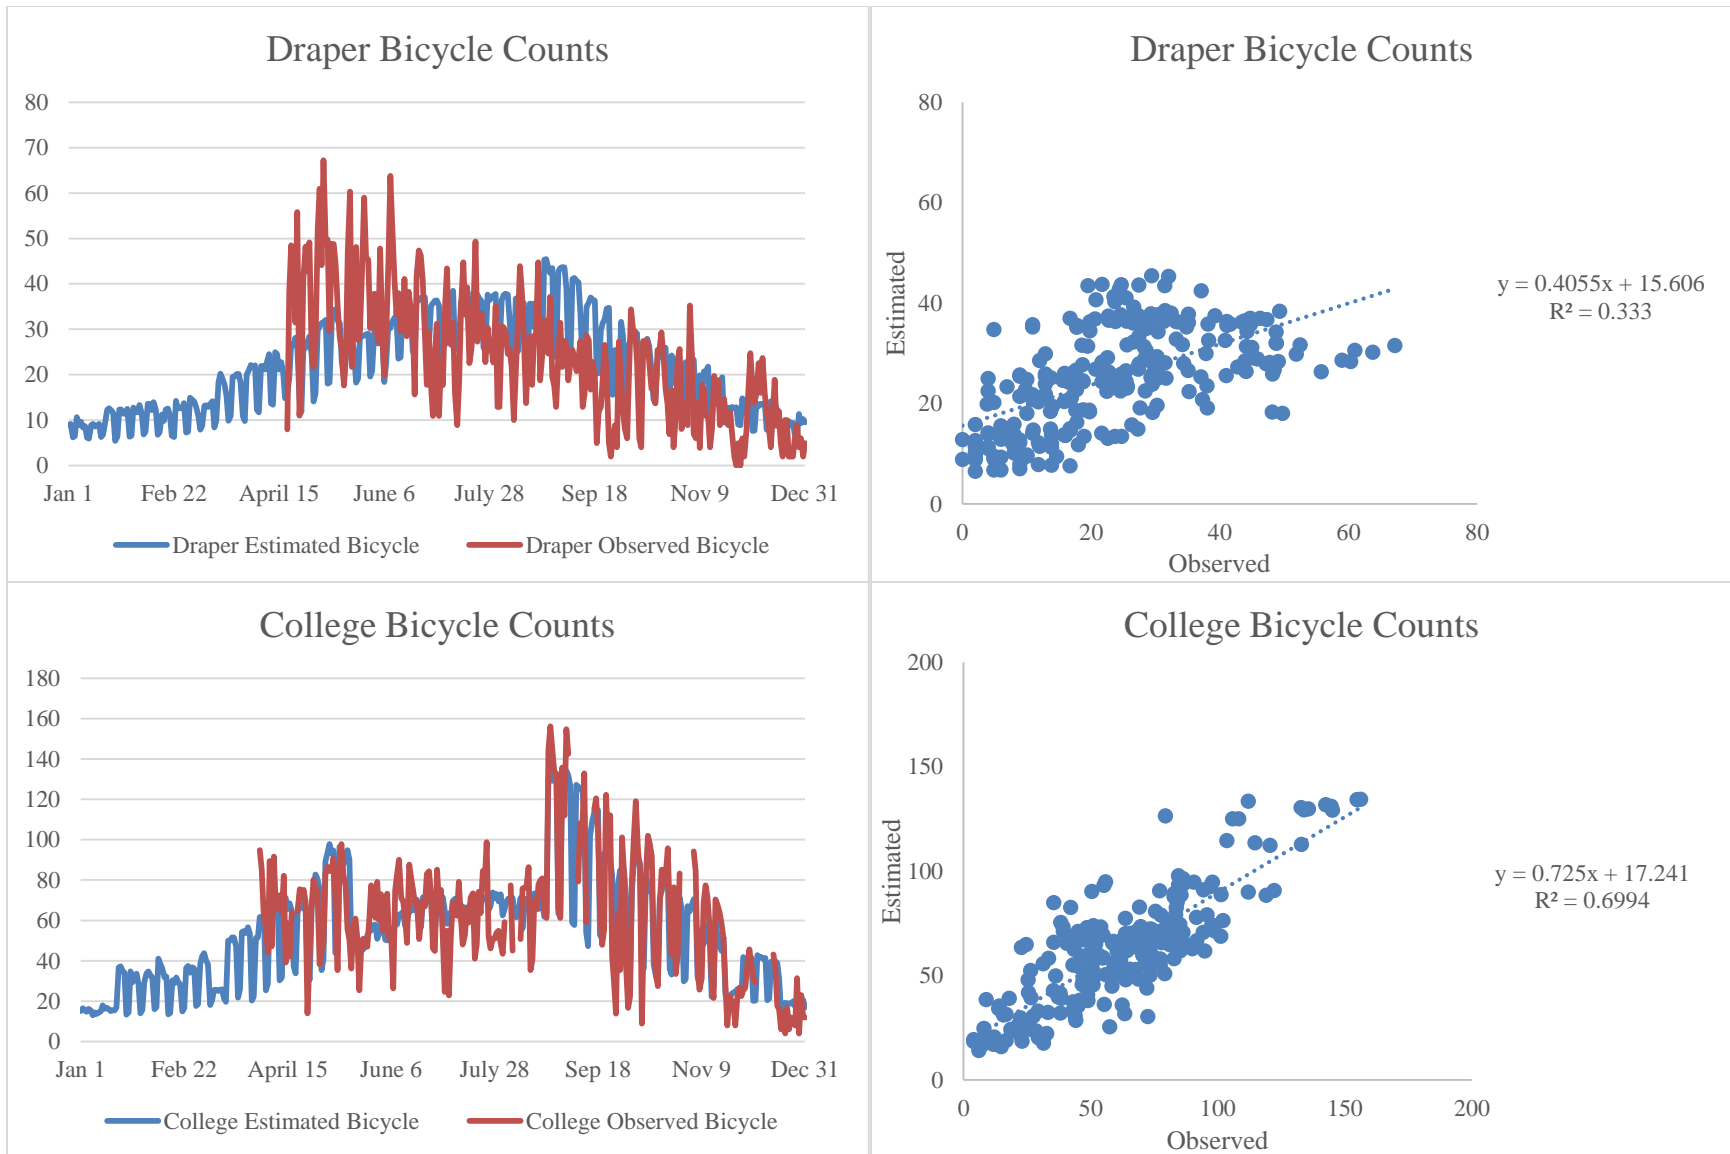 Draper Bicycle Counts
80
70
60
50
40
30
20
10
0
Jan 1 Feb 22 April 15 June 6 July 28 Sep 18 Nov 9 Dec 31
Draper Estimated Bicycle Draper Observed Bicycle
Draper Bicycle Counts
80
60
40
20
0
Estimated
y = 0.4055x + 15.606
R² = 0.333
0 20 40 60 80
Observed
College Bicycle Counts
180
160
140
120
100
80
60
40
20
0
Jan 1 Feb 22 April 15 June 6 July 28 Sep 18 Nov 9 Dec 31
College Estimated Bicycle College Observed Bicycle
College Bicycle Counts
200
150
100
50
0
Estimated
y = 0.725x + 17.241
R² = 0.6994
0 50 100 150 200
Observed